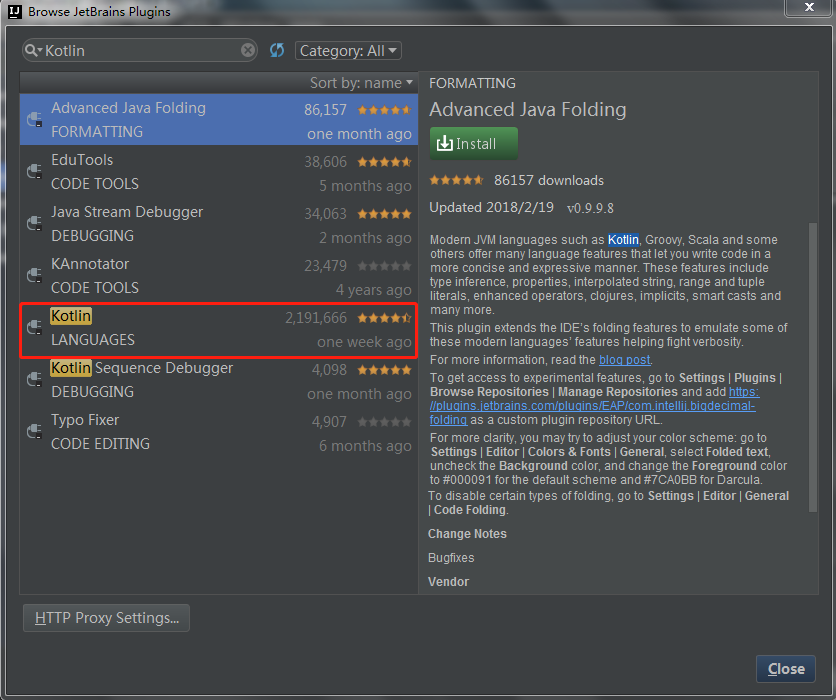 IJ Browse JetBrains Plugins
Kotlin
Category: All
Sort by: name
Advanced Java Folding 86,157
FORMATTING one month ago
EduTools 38,606
CODE TOOLS 5 months ago
Java Stream Debugger 34,063
DEBUGGING 2 months ago
KAnnotator 23,479
CODE TOOLS 4 years ago
Kotlin 2,191,666
LANGUAGES one week ago
Kotlin Sequence Debugger 4,098
DEBUGGING one month ago
Typo Fixer 4,907
CODE EDITING 6 months ago
FORMATTING
Advanced Java Folding
Install
86157 downloads
Updated 2018/2/19 v0.9.9.8
Modern JVM languages such as Kotlin, Groovy, Scala and some
others offer many language features that let you write code in a
more concise and expressive manner. These features include
type inference, properties, interpolated string, range and tuple
literals, enhanced operators, clojures, implicits, smart casts and
many more.
This plugin extends the IDE's folding features to emulate some of
these modern languages' features helping fight verbosity.
For more information, read the blog post.
To get access to experimental features, go to Settings | Plugins |
Browse Repositories | Manage Repositories and add https:
//plugins.jetbrains.com/plugins/EAP/com.intellij.bigdecimal-
folding as a custom plugin repository URL.
For more clarity, you may try to adjust your color scheme: go to
Settings | Editor | Colors & Fonts | General, select Folded text,
uncheck the Background color, and change the Foreground color
to #000091 for the default scheme and #7CA0BB for Darcula.
To disable certain types of folding, go to Settings | Editor | General
| Code Folding.
Change Notes
Bugfixes
Vendor
HTTP Proxy Settings...
Close